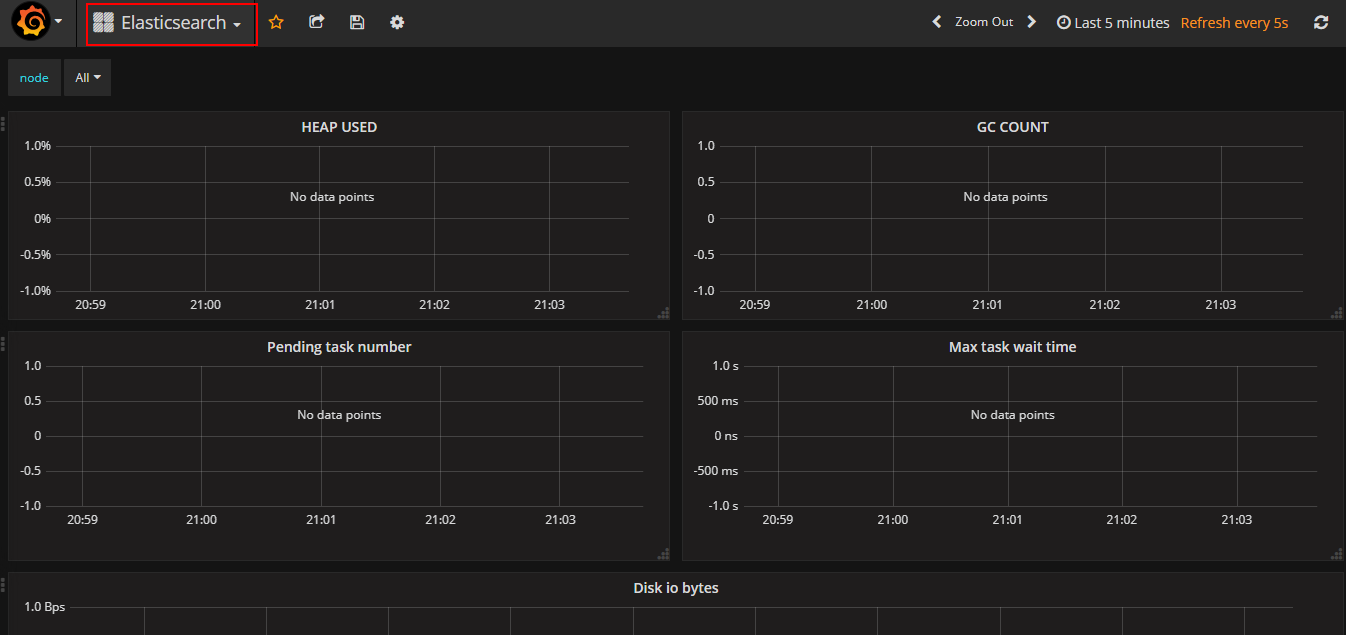 Elasticsearch
Zoom Out
Last 5 minutes Refresh every 5s
node
All
HEAP USED
1.0%
0.5%
No data points
0%
-0.5%
-1.0%
20:59 21:00 21:01 21:02 21:03
GC COUNT
1.0
0.5
No data points
0
-0.5
-1.0
20:59 21:00 21:01 21:02 21:03
Pending task number
1.0
0.5
No data points
0
-0.5
-1.0
20:59 21:00 21:01 21:02 21:03
Max task wait time
1.0 s
500 ms
No data points
0 ns
-500 ms
-1.0 s
20:59 21:00 21:01 21:02 21:03
Disk io bytes
1.0 Bps